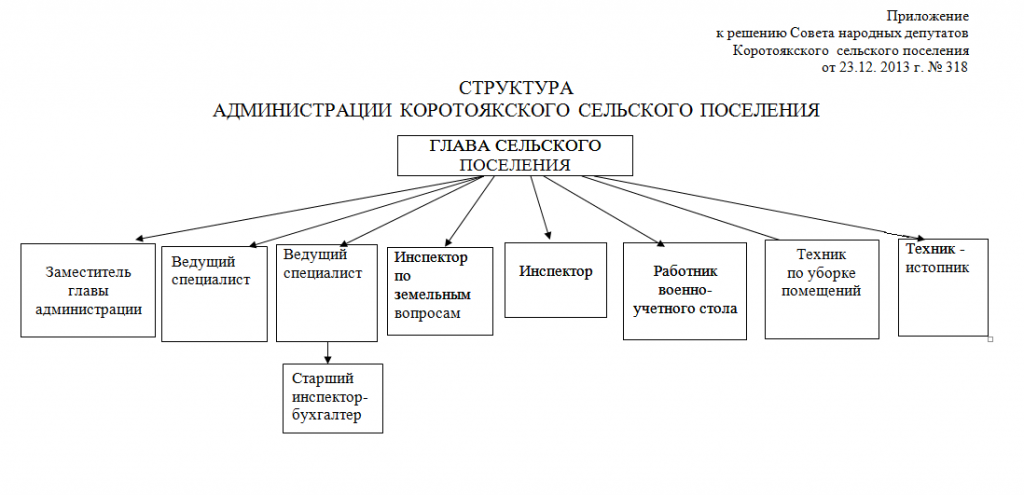 Приложение
к решению Совета народных депутатов
Коротоякского сельского поселения
от 23.12. 2013 г. № 318
СТРУКТУРА
АДМИНИСТРАЦИИ КОРОТОЯКСКОГО СЕЛЬСКОГО ПОСЕЛЕНИЯ
ГЛАВА СЕЛЬСКОГО
ПОСЕЛЕНИЯ
Заместитель
главы
администрации
Ведущий
специалист
Ведущий
специалист
Инспектор
по
земельным
вопросам
Инспектор
Работник
военно-
учетного стола
Техник
по уборке
помещений
Техник -
истопник
Старший
инспектор-
бухгалтер